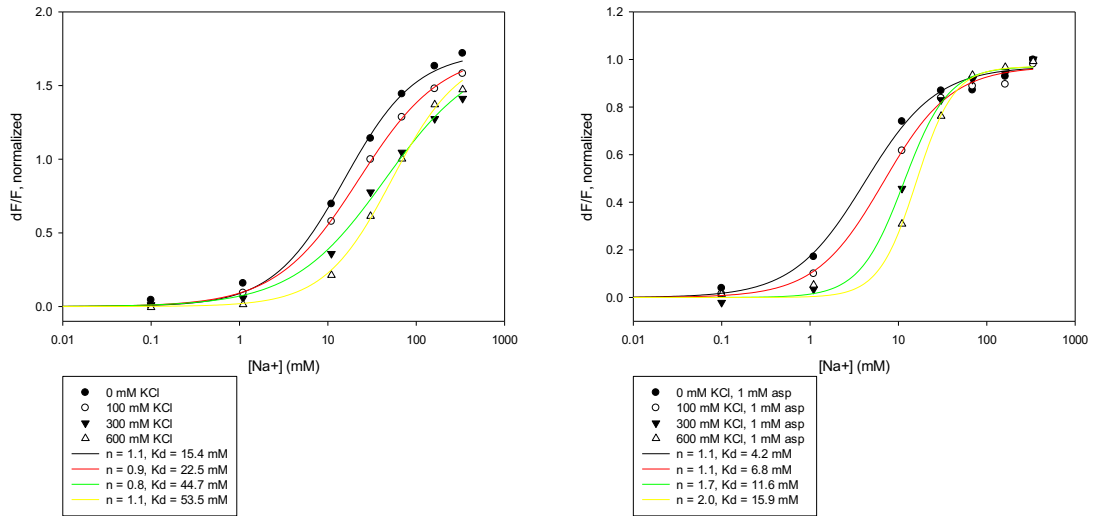 2.0
1.5
1.0
0.5
0.0
dF/F, normalized
0.01 0.1 1 10 100 1000
[Na+] (mM)
0 mM KCl
100 mM KCl
300 mM KCl
600 mM KCl
n = 1.1, Kd = 15.4 mM
n = 0.9, Kd = 22.5 mM
n = 0.8, Kd = 44.7 mM
n = 1.1, Kd = 53.5 mM
1.2
1.0
0.8
0.6
0.4
0.2
0.0
dF/F, normalized
0.01 0.1 1 10 100 1000
[Na+] (mM)
0 mM KCl, 1 mM asp
100 mM KCl, 1 mM asp
300 mM KCl, 1 mM asp
600 mM KCl, 1 mM asp
n = 1.1, Kd = 4.2 mM
n = 1.1, Kd = 6.8 mM
n = 1.7, Kd = 11.6 mM
n = 2.0, Kd = 15.9 mM